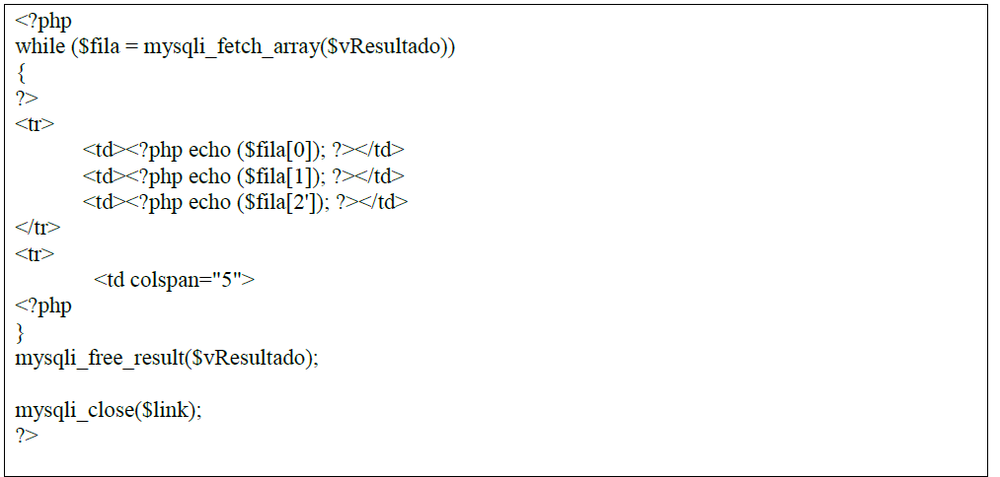 <?php
while ($fila = mysqli_fetch_array($vResultado))
{
?>
<tr>
<td><?php echo ($fila[0]); ?></td>
<td><?php echo ($fila[1]); ?></td>
<td><?php echo ($fila[2']); ?></td>
</tr>
<tr>
<td colspan="5">
<?php
}
mysqli_free_result($vResultado);
mysqli_close($link);
?>